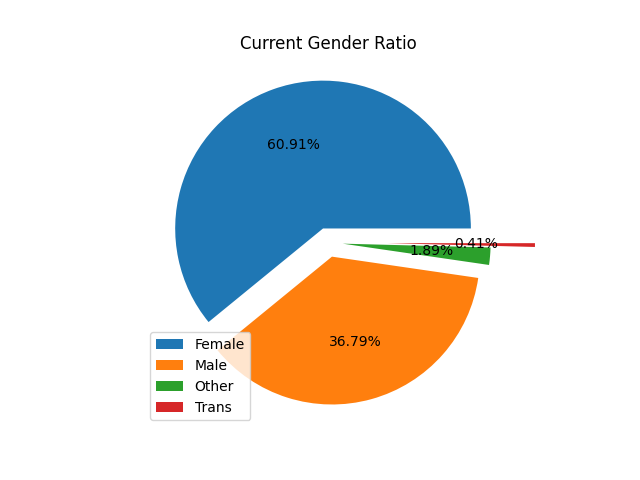 Current Gender Ratio
60.91%
0.41%
1.89%
36.79%
Female
Male
Other
Trans